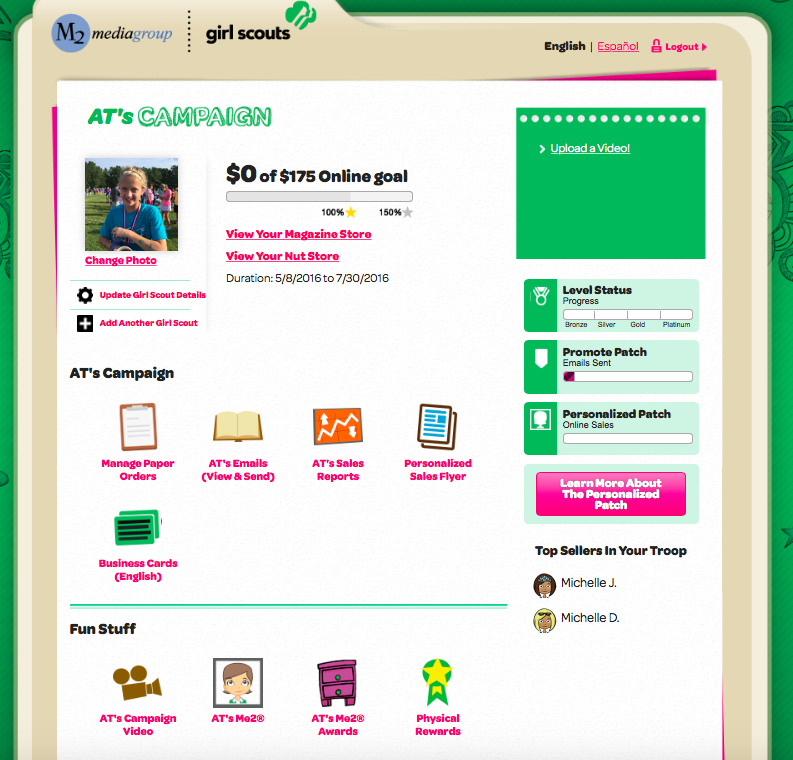 M2 mediagroup
girl scouts
English | Español Logout
AT's CAMPAIGN
Upload a Video!
$0 of $175 Online goal
100% 150%
View Your Magazine Store
View Your Nut Store
Duration: 5/8/2016 to 7/30/2016
Change Photo
Update Girl Scout Details
Add Another Girl Scout
Level Status
Progress
Bronze Silver Gold Platinum
Promote Patch
Emails Sent
Personalized Patch
Online Sales
Learn More About
The Personalized
Patch
Top Sellers In Your Troop
Michelle J.
Michelle D.
AT's Campaign
Manage Paper
Orders
AT's Emails
(View & Send)
AT's Sales
Reports
Personalized
Sales Flyer
Business Cards
(English)
Fun Stuff
AT's Campaign
Video
AT's Me2®
AT's Me2®
Awards
Physical
Rewards